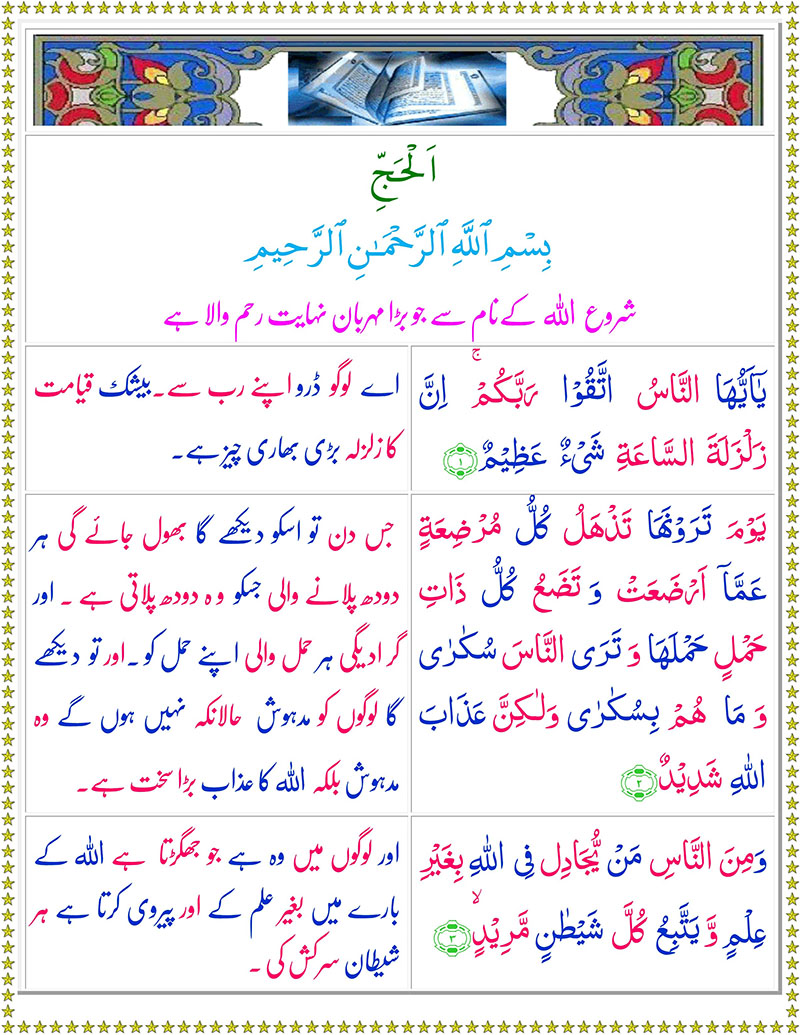 اَلْحَجِّ
بِسْمِ ٱللَّهِ ٱلرَّحْمَـٰنِ ٱلرَّحِيمِ
شروع اللہ کے نام سے جو بڑا مہربان نہایت رحم والا ہے
يٰۤاَيُّهَا النَّاسُ اتَّقُوْا رَبَّكُمْ ۚ اِنَّ
زَلْزَلَةَ السَّاعَةِ شَىْءٌ عَظِيْمٌ ﴿۱﴾
اے لوگو ڈرو اپنے رب سے۔ بیشک قیامت
کا زلزلہ بڑی بھاری چیز ہے۔
يَوْمَ تَرَوْنَهَا تَذْهَلُ كُلُّ مُرْضِعَةٍ
عَمَّاۤ اَرْضَعَتْ وَ تَضَعُ كُلُّ ذَاتِ
حَمْلٍ حَمْلَهَا وَ تَرَى النَّاسَ سُكٰرٰى
وَ مَا هُمْ بِسُكٰرٰى وَلٰـكِنَّ عَذَابَ
اللّٰهِ شَدِيْدٌ ﴿۲﴾
جس دن تو اسکو دیکھے گا بھول جائے گی ہر
دودھ پلانے والی جسکو وہ دودھ پلاتی ہے ۔ اور
گرا دیگی ہر حمل والی اپنے حمل کو ۔ اور تو دیکھے
گا لوگوں کو مدہوش حالانکہ نہیں ہوں گے وہ
مدہوش بلکہ اللہ کا عذاب بڑا سخت ہے۔
وَمِنَ النَّاسِ مَنْ يُّجَادِلُ فِى اللّٰهِ بِغَيْرِ
عِلْمٍ وَّ يَتَّبِعُ كُلَّ شَيْطٰنٍ مَّرِيْدٍ ۙ ﴿۳﴾
اور لوگوں میں وہ ہے جو جھگڑتا ہے اللہ کے
بارے میں بغیر علم کے اور پیروی کرتا ہے ہر
شیطان سرکش کی ۔